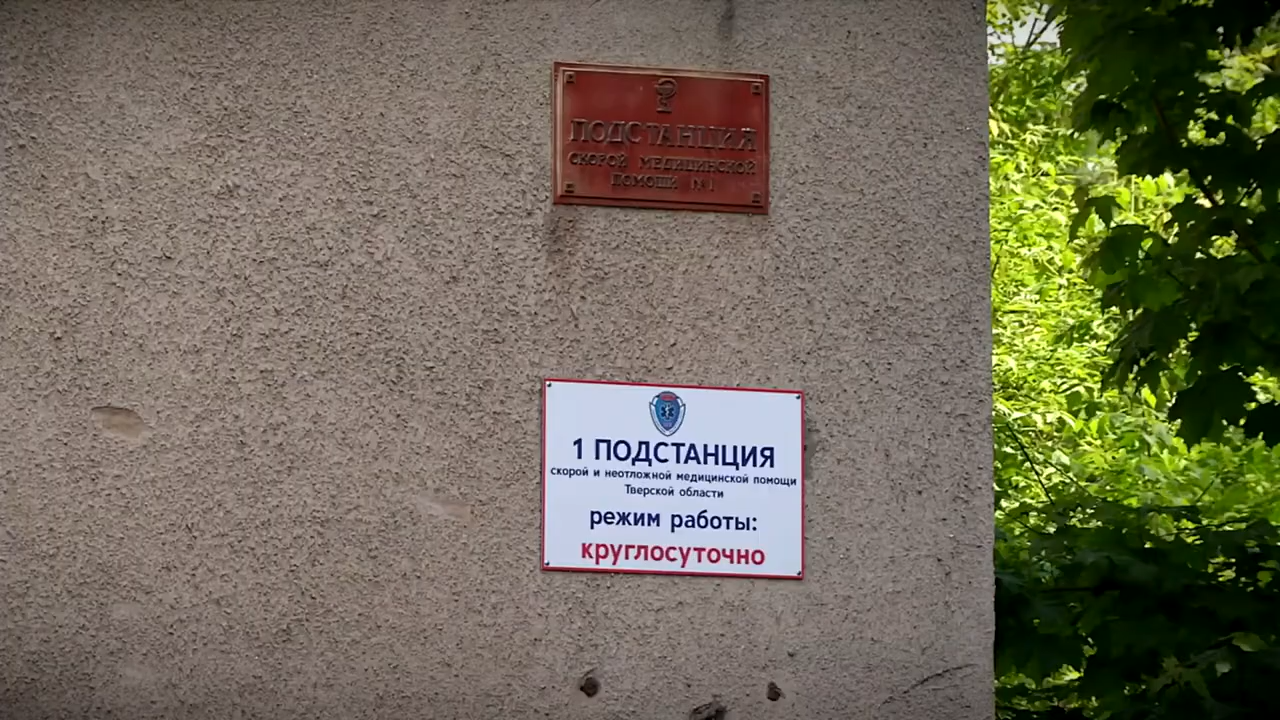 ПОДСТАНЦИЯ
СКОРОЙ МЕДИЦИНСКОЙ
ПОМОЩИ №1
1 ПОДСТАНЦИЯ
скорой и неотложной медицинской помощи
Тверской области
режим работы:
круглосуточно